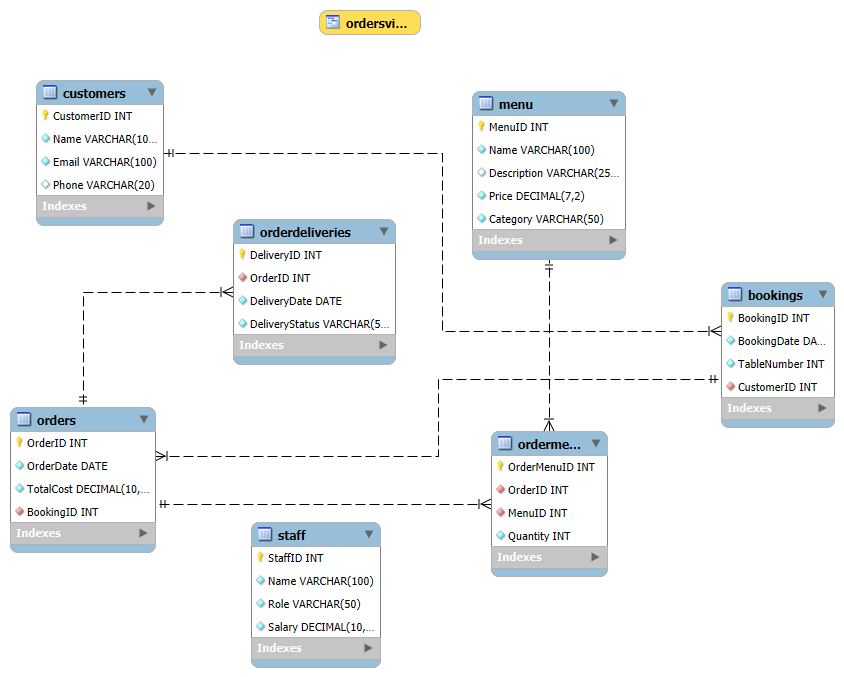 ordersvi...
customers
CustomerID INT
Name VARCHAR(10...
Email VARCHAR(100)
Phone VARCHAR(20)
Indexes
menu
MenuID INT
Name VARCHAR(100)
Description VARCHAR(25...
Price DECIMAL(7,2)
Category VARCHAR(50)
Indexes
orderdeliveries
DeliveryID INT
OrderID INT
DeliveryDate DATE
DeliveryStatus VARCHAR(5...
Indexes
bookings
BookingID INT
BookingDate DA...
TableNumber INT
CustomerID INT
Indexes
orders
OrderID INT
OrderDate DATE
TotalCost DECIMAL(10,...
BookingID INT
Indexes
orderme...
OrderMenuID INT
OrderID INT
MenuID INT
Quantity INT
Indexes
staff
StaffID INT
Name VARCHAR(100)
Role VARCHAR(50)
Salary DECIMAL(10,...
Indexes